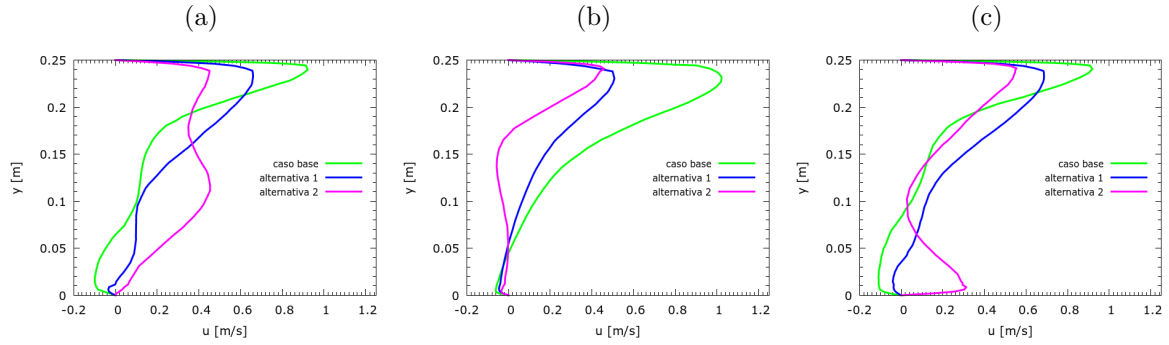 (a)
0.25
0.20
0.15
0.1
0.05
0
y [m]
caso base
alternativa 1
alternativa 2
-0.2 0 0.2 0.4 0.6 0.8 1 1.2
u [m/s]
(b)
0.25
0.20
0.15
0.1
0.05
0
y [m]
caso base
alternativa 1
alternativa 2
-0.2 0 0.2 0.4 0.6 0.8 1 1.2
u [m/s]
(c)
0.25
0.20
0.15
0.1
0.05
0
y [m]
caso base
alternativa 1
alternativa 2
-0.2 0 0.2 0.4 0.6 0.8 1 1.2
u [m/s]